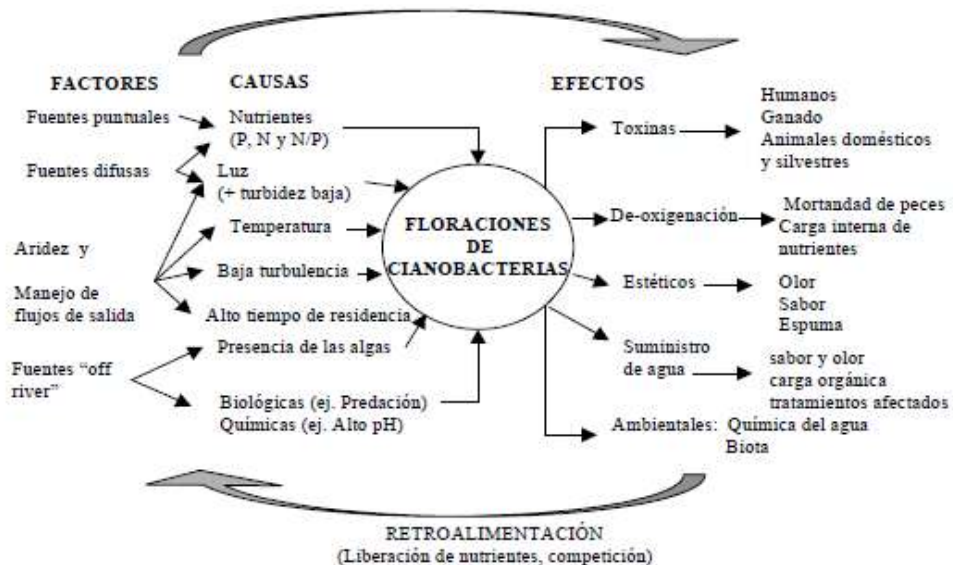 FACTORES
CAUSAS
EFECTOS
Fuentes puntuales
Fuentes difusas
Aridez y
Manejo de
flujos de salida
Fuentes "off
river"
Nutrientes
(P, N y N/P)
Luz
(+ turbidez baja)
Temperatura
Baja turbulencia
Alto tiempo de residencia
Presencia de las algas
Biológicas (ej. Predación)
Químicas (ej. Alto pH)
FLORACIONES
DE
CIANOBACTERIAS
Toxinas
Humanos
Ganado
Animales domésticos
y silvestres
De-oxigenación
Mortandad de peces
Carga interna de
nutrientes
Estéticos
Olor
Sabor
Espuma
Suministro
de agua
sabor y olor
carga orgánica
tratamientos afectados
Ambientales: Química del agua
Biota
RETROALIMENTACIÓN
(Liberación de nutrientes, competición)